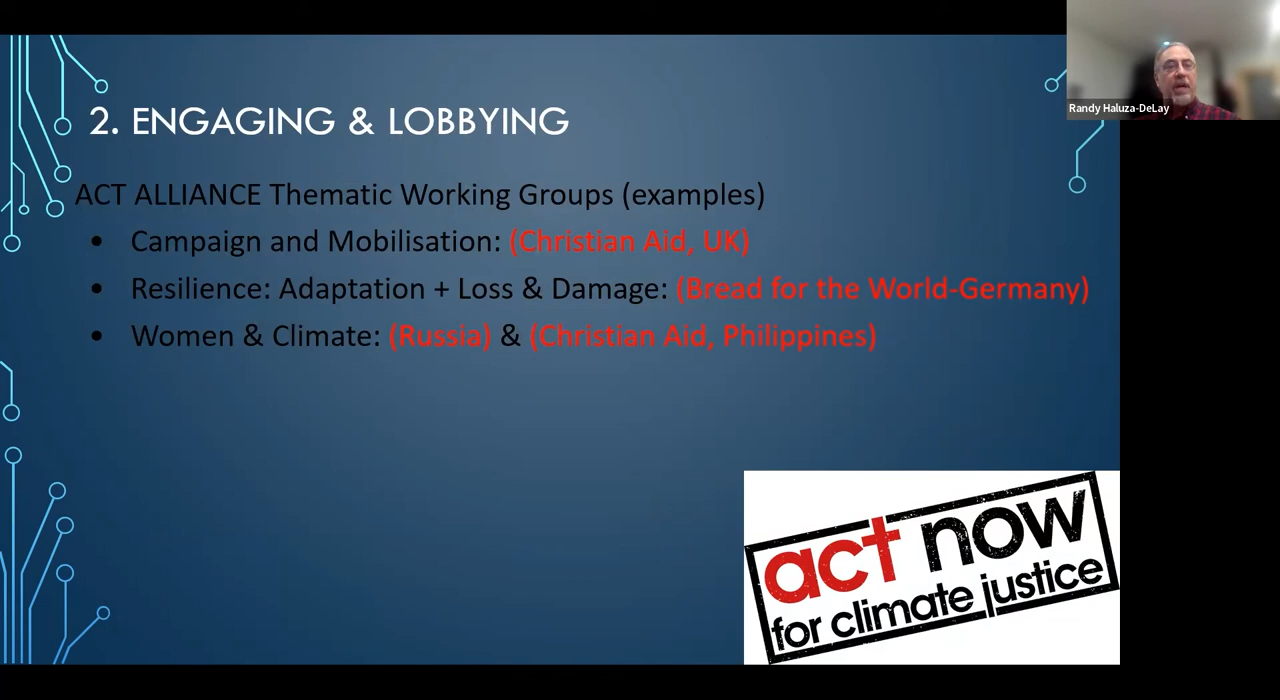 Randy Haluza-DeLay
2. ENGAGING & LOBBYING
ACT ALLIANCE Thematic Working Groups (examples)
• Campaign and Mobilisation: (Christian Aid, UK)
• Resilience: Adaptation + Loss & Damage: (Bread for the World-Germany)
• Women & Climate: (Russia) & (Christian Aid, Philippines)
act now
for climate justice